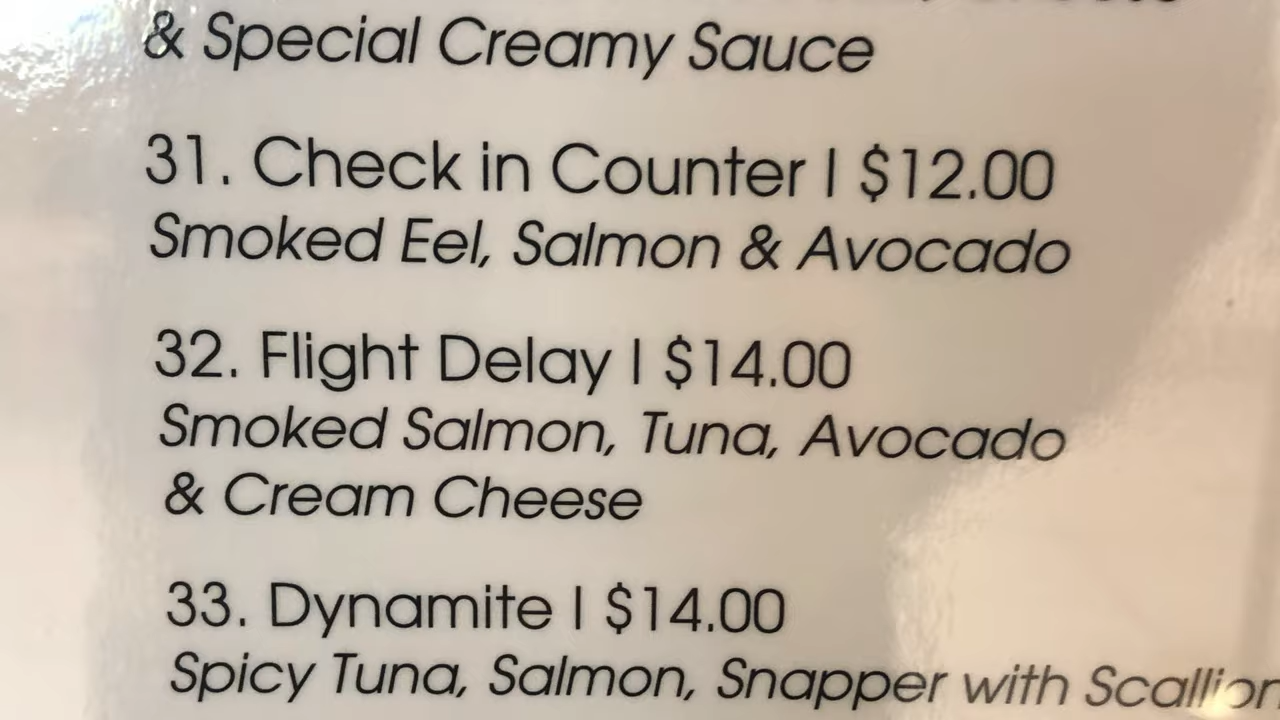 & Special Creamy Sauce
31. Check in Counter | $12.00
Smoked Eel, Salmon & Avocado
32. Flight Delay | $14.00
Smoked Salmon, Tuna, Avocado
& Cream Cheese
33. Dynamite | $14.00
Spicy Tuna, Salmon, Snapper with Scallion